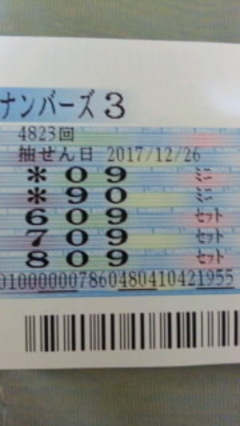 ナンバーズ3
4823回
抽せん日 2017/12/26
*09 ミニ
*90 ミニ
609 セット
709 セット
809 セット
010000007860480410421955